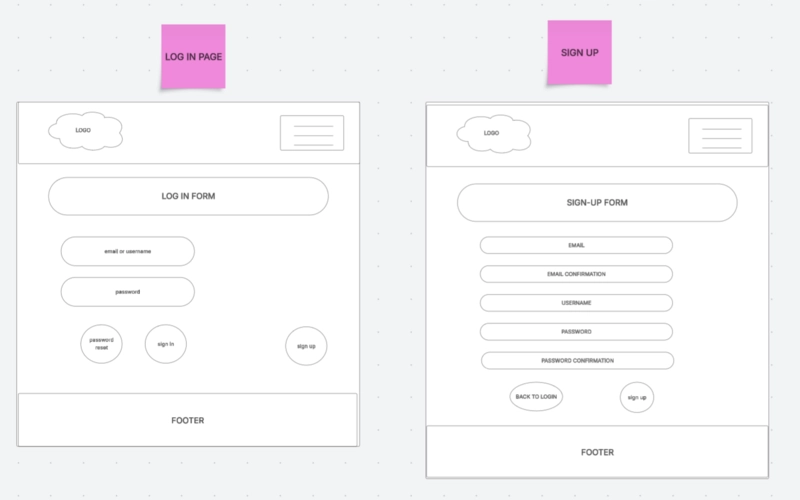 LOG IN PAGE
LOGO
LOG IN FORM
email or username
password
password
reset
sign in
sign up
FOOTER
SIGN UP
LOGO
SIGN-UP FORM
EMAIL
EMAIL CONFIRMATION
USERNAME
PASSWORD
PASSWORD CONFIRMATION
BACK TO LOGIN
sign up
FOOTER